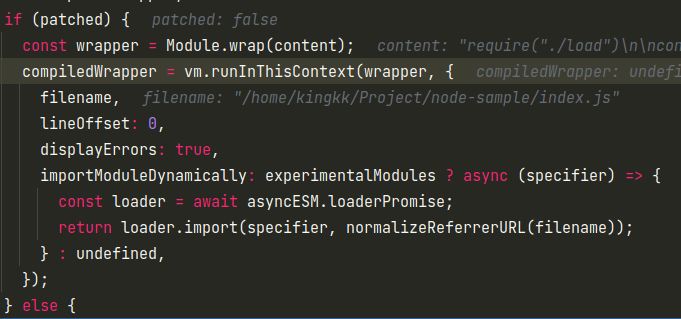 if (patched) {   patched: false
const wrapper = Module.wrap(content);   content: "require("./load")\n\ncon
compiledWrapper = vm.runInThisContext(wrapper, {   compiledWrapper: undefi
filename,   filename: "/home/kingkk/Project/node-sample/index.js"
lineOffset: 0,
displayErrors: true,
importModuleDynamically: experimentalModules ? async (specifier) => {
const loader = await asyncESM.loaderPromise;
return loader.import(specifier, normalizeReferrerURL(filename));
} : undefined,
});
} else {